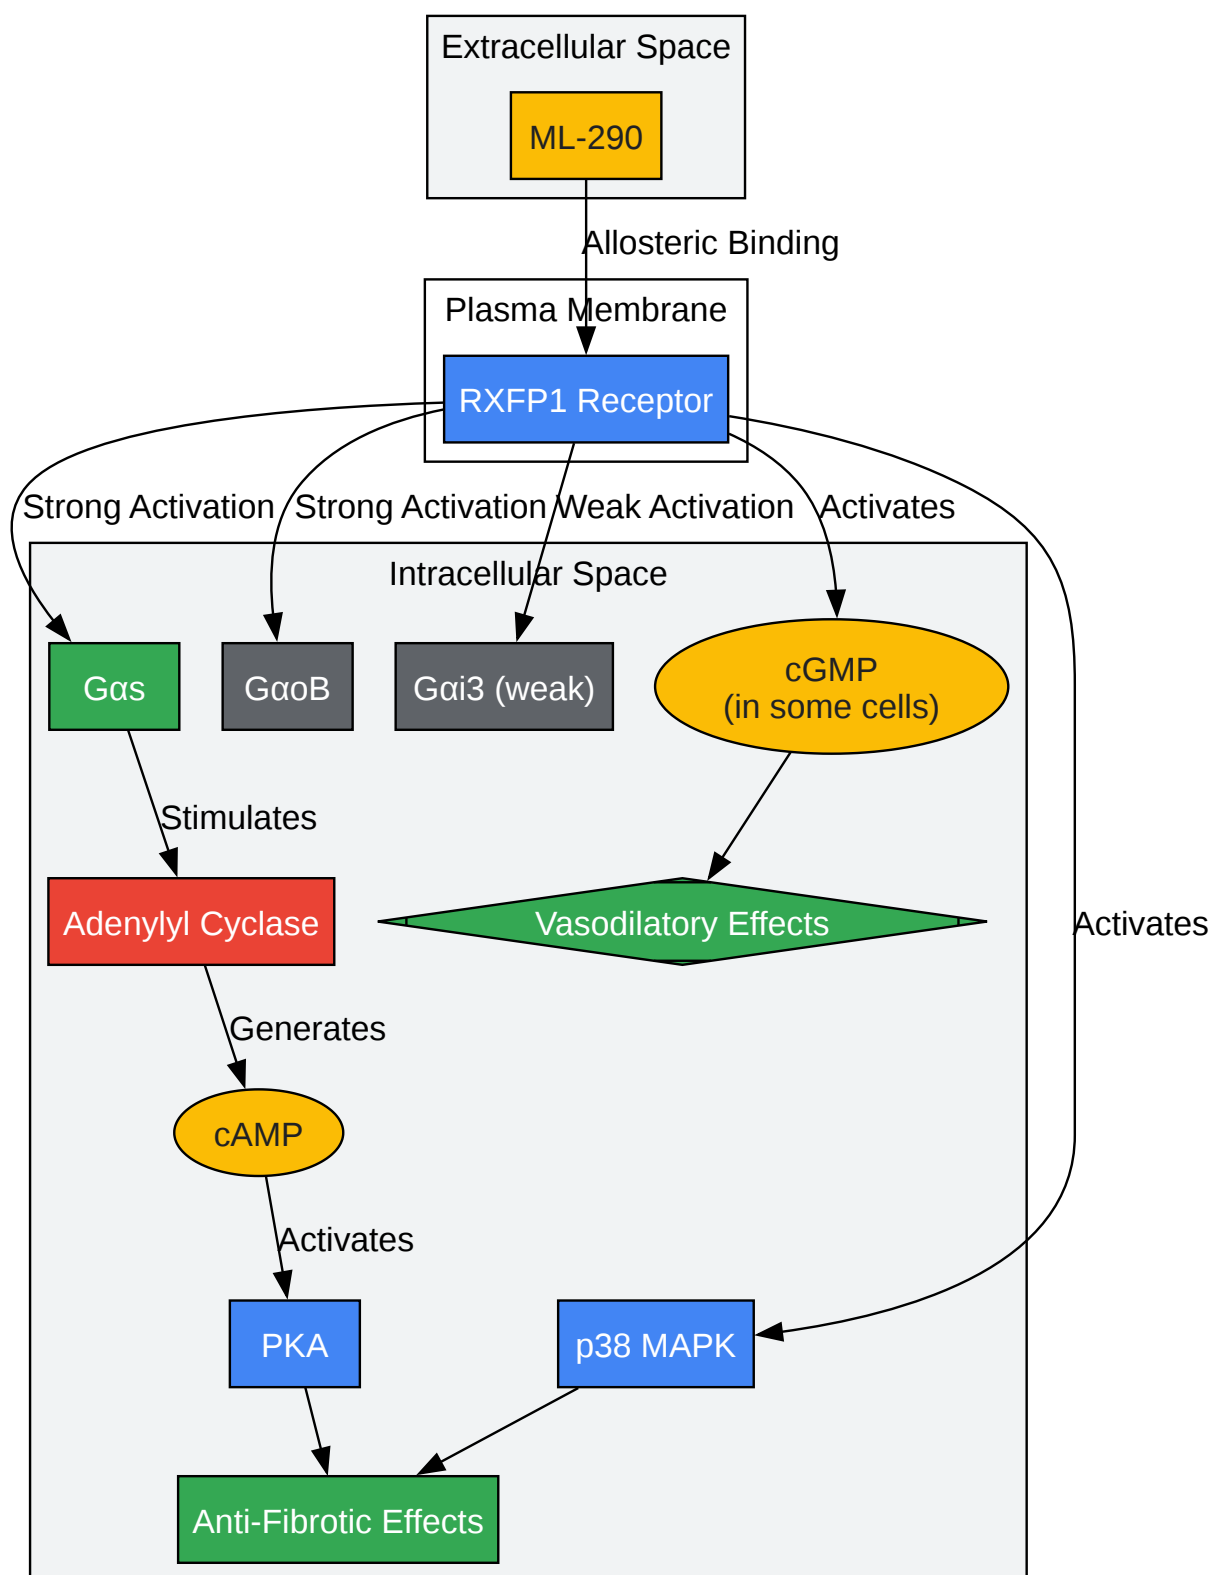 Extracellular Space
ML-290
Allosteric Binding
Plasma Membrane
RXFP1 Receptor
Strong Activation
Strong Activation
Weak Activation
Activates
Intracellular Space
Gαs
GαoB
Gαi3 (weak)
cGMP
(in some cells)
Stimulates
Adenylyl Cyclase
Vasodilatory Effects
Activates
Generates
cAMP
Activates
PKA
p38 MAPK
Anti-Fibrotic Effects